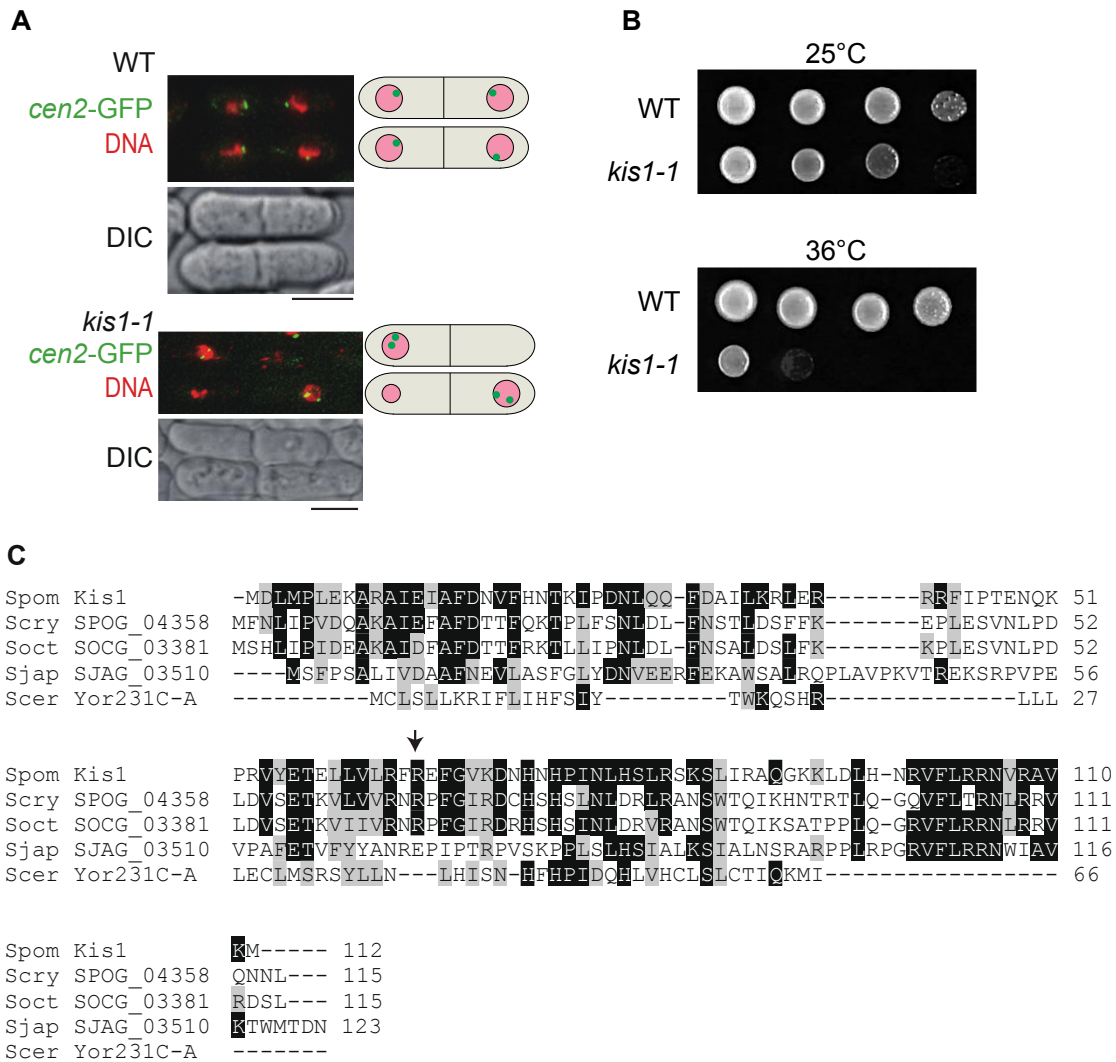 A
WT
cen2-GFP
DNA
DIC
kis1-1
cen2-GFP
DNA
DIC
B
25°C
WT
kis1-1
36°C
WT
kis1-1
C
Spom Kis1 -MDLMPLEKARAIEIAFDNVFHNTKIPDNLQQ-FDAILKRLER-------RRFIPTENQK 51
Scry SPOG_04358 MFNLIPVDQAKAIEFAFDTTFQKTPLFSNLDL-FNSTLDSFFK-------EPLESVNLPD 52
Soct SOCG_03381 MSHLIPIDEAKAIDFAFDTTFRKTLLIPNLDL-FNSALDSLFK-------KPLESVNLPD 52
Sjap SJAG_03510 ----MSFPSALIVDAAFNEVLASFGLYDNVEERFEKAWSALRQPLAVPKVTREKSRPVPE 56
Scer Yor231C-A ----------MCLSLLKRIFLIHFSIY---------TWKQSHR--------------LLL 27
Spom Kis1 PRVYETELLVLRFREFGVKDNHNHPINLHSLRSKSLIRAQGKKLDLH-NRVFLRRNVRAV 110
Scry SPOG_04358 LDVSETKVLVVRNRPFGIRDCHSHSLNLDRLRANSWTQIKHNTRTLQ-GQVFLTRNLRRV 111
Soct SOCG_03381 LDVSETKVIIVRNRPFGIRDRHSHSINLDRVRANSWTQIKSATPPLQ-GRVFLRRNLRRV 111
Sjap SJAG_03510 VPAFETVFYYANREPIPTRPVSKPPLSLHSIALKSIALNSRARPPLRPGRVFLRRNWIAV 116
Scer Yor231C-A LECLMSRSYLLN---LHISN-HFHPIDQHLVHCLSLCTIQKMI----------------- 66
Spom Kis1 KM----- 112
Scry SPOG_04358 QNNL--- 115
Soct SOCG_03381 RDSL--- 115
Sjap SJAG_03510 KTWMTDN 123
Scer Yor231C-A -------